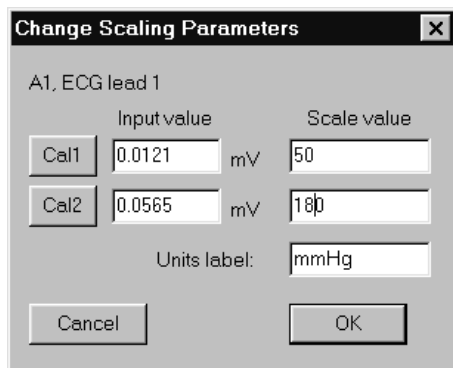 Change Scaling Parameters
A1, ECG lead 1
Input value Scale value
Cal1 0.0121 mV 50
Cal2 0.0565 mV 180
Units label: mmHg
Cancel OK